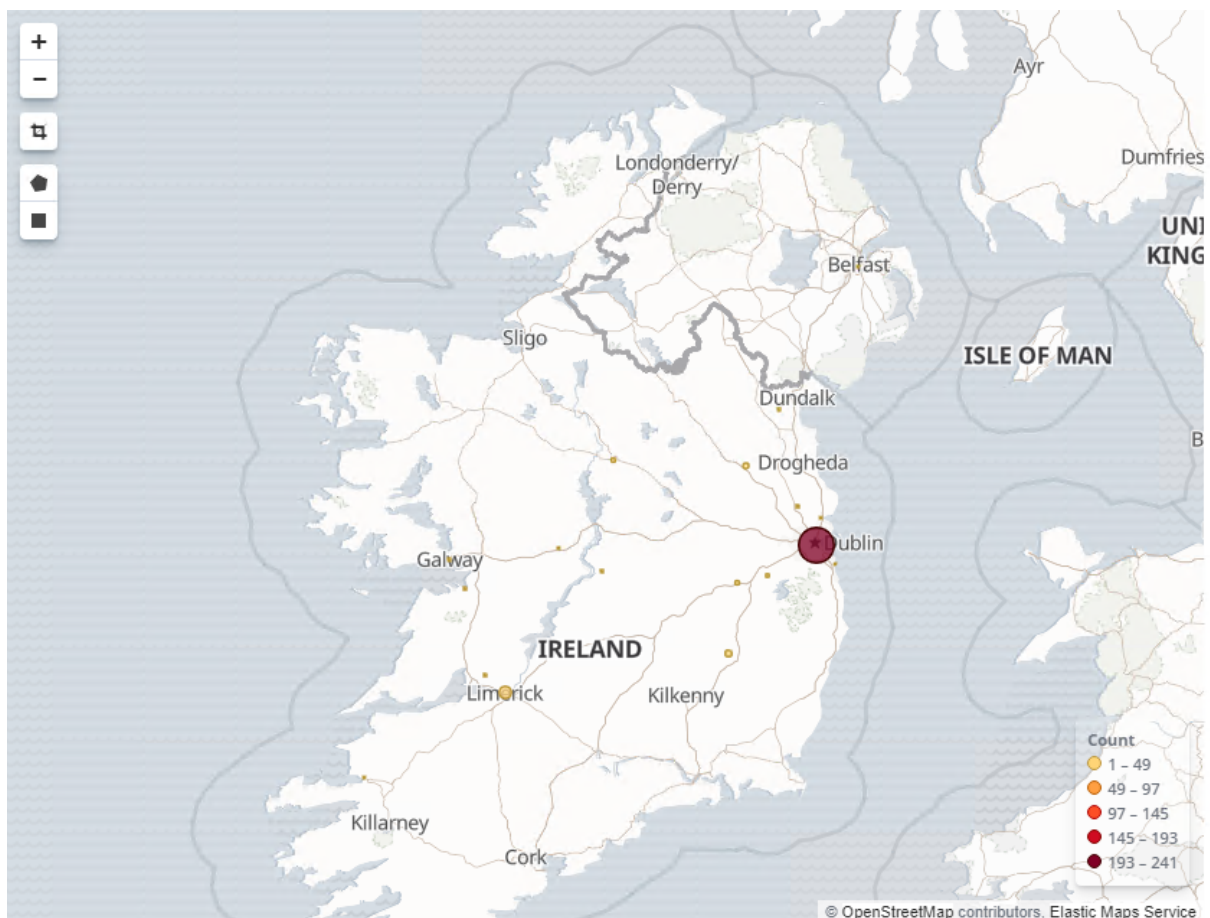 +
−
Ayr
Londonderry/
Derry
Dumfries
UNI
KING
Belfast
Sligo
ISLE OF MAN
Dundalk
B
Drogheda
Dublin
Galway
IRELAND
Limerick
Kilkenny
Killarney
Cork
Count
1 – 49
49 – 97
97 – 145
145 – 193
193 – 241
© OpenStreetMap contributors, Elastic Maps Service